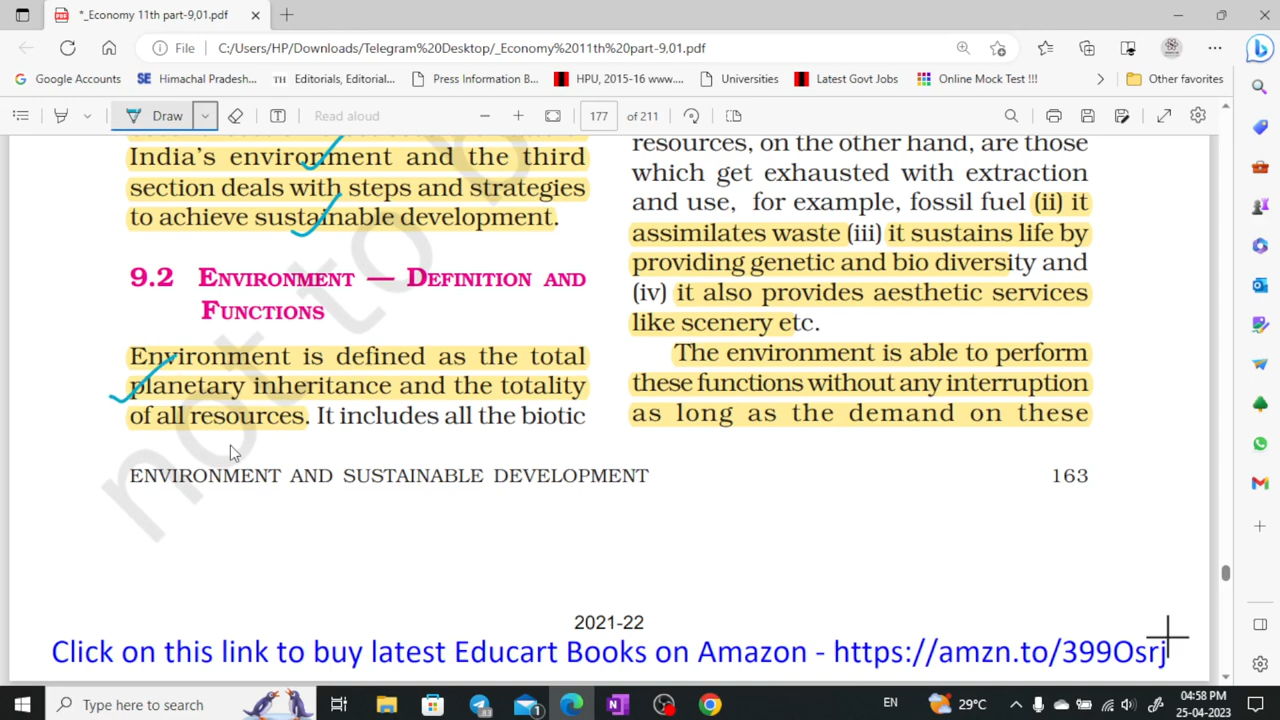 *_Economy 11th part-9,01.pdf
File
C:/Users/HP/Downloads/Telegram%20Desktop/_Economy%2011th%20part-9,01.pdf
Google Accounts
SE Himachal Pradesh...
TH Editorials, Editorial...
Press Information B...
HPU, 2015-16 www....
Universities
Latest Govt Jobs
Online Mock Test !!!
Other favorites
Draw
Read aloud
177 of 211
India's environment and the third
section deals with steps and strategies
to achieve sustainable development.
9.2 ENVIRONMENT — DEFINITION AND
FUNCTIONS
Environment is defined as the total
planetary inheritance and the totality
of all resources. It includes all the biotic
resources, on the other hand, are those
which get exhausted with extraction
and use, for example, fossil fuel (ii) it
assimilates waste (iii) it sustains life by
providing genetic and bio diversity and
(iv) it also provides aesthetic services
like scenery etc.
The environment is able to perform
these functions without any interruption
as long as the demand on these
ENVIRONMENT AND SUSTAINABLE DEVELOPMENT 163
not to
2021-22
Click on this link to buy latest Educart Books on Amazon - https://amzn.to/399Osrj
Type here to search
83
1
29°C
EN
04:58 PM
25-04-2023